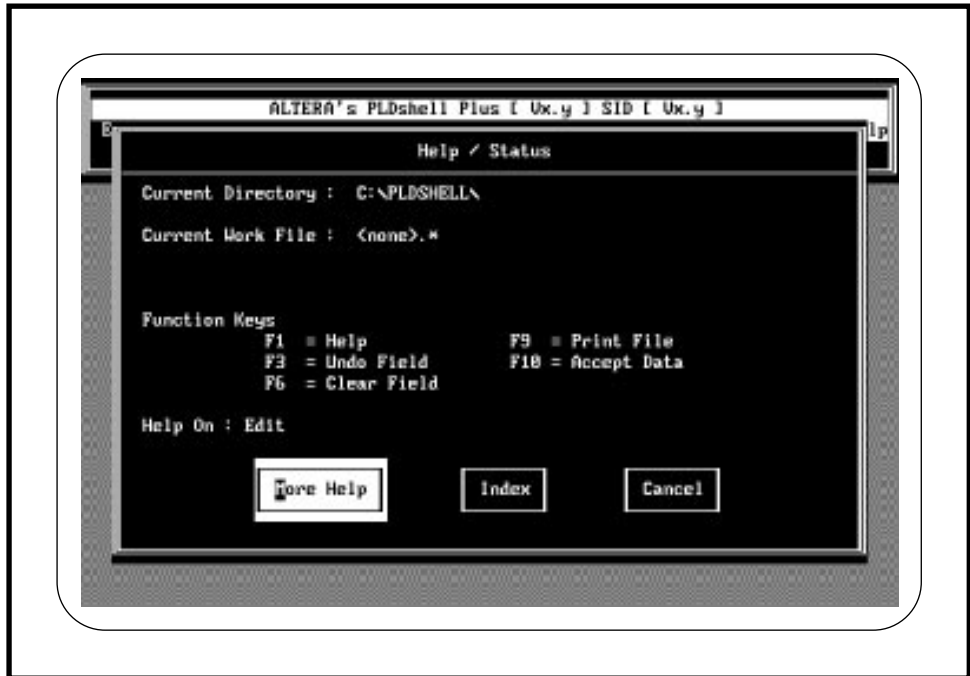 ALTERA's PLDshell Plus [ Vx.y ] SID [ Vx.y ]
Help / Status
Current Directory : C:\PLDSHELL\
Current Work File : <none>.*
Function Keys
F1 = Help F9 = Print File
F3 = Undo Field F10 = Accept Data
F6 = Clear Field
Help On : Edit
More Help Index Cancel